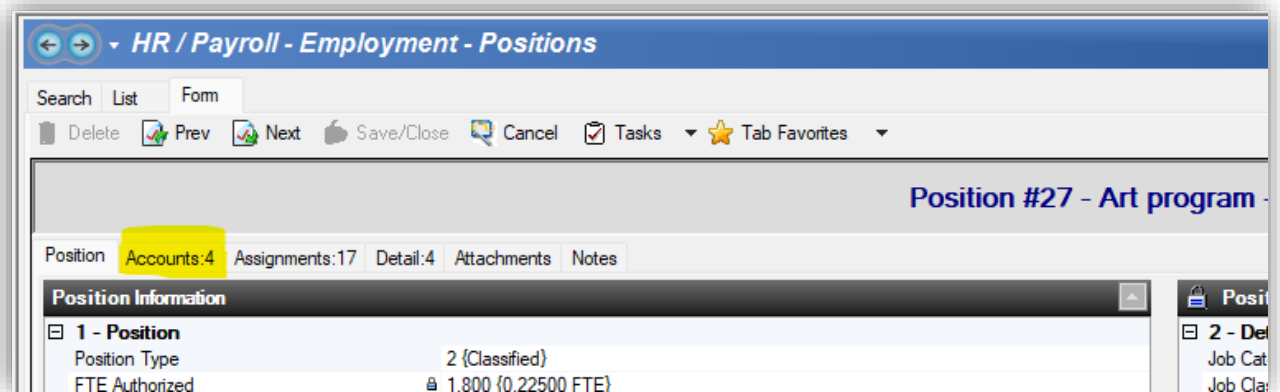 HR / Payroll - Employment - Positions
Search List Form
Delete Prev Next Save/Close Cancel Tasks Tab Favorites
Position #27 - Art program -
Position Accounts:4 Assignments:17 Detail:4 Attachments Notes
Position Information
1 - Position
Position Type 2 {Classified}
FTE Authorized 1.800 {0.22500 FTE}
Posit
2 - Det
Job Cat
Job Clas